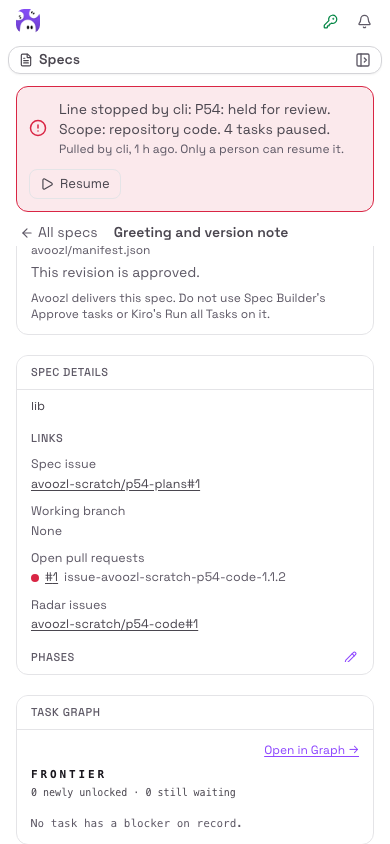 Specs
Line stopped by cli: P54: held for review.
Scope: repository code. 4 tasks paused.
Pulled by cli, 1 h ago. Only a person can resume it.
Resume
← All specs Greeting and version note
avoozl/manifest.json
This revision is approved.
Avoozl delivers this spec. Do not use Spec Builder's
Approve tasks or Kiro's Run all Tasks on it.
SPEC DETAILS
lib
LINKS
Spec issue
avoozl-scratch/p54-plans#1
Working branch
None
Open pull requests
#1 issue-avoozl-scratch-p54-code-1.1.2
Radar issues
avoozl-scratch/p54-code#1
PHASES
TASK GRAPH
Open in Graph →
FRONTIER
0 newly unlocked · 0 still waiting
No task has a blocker on record.